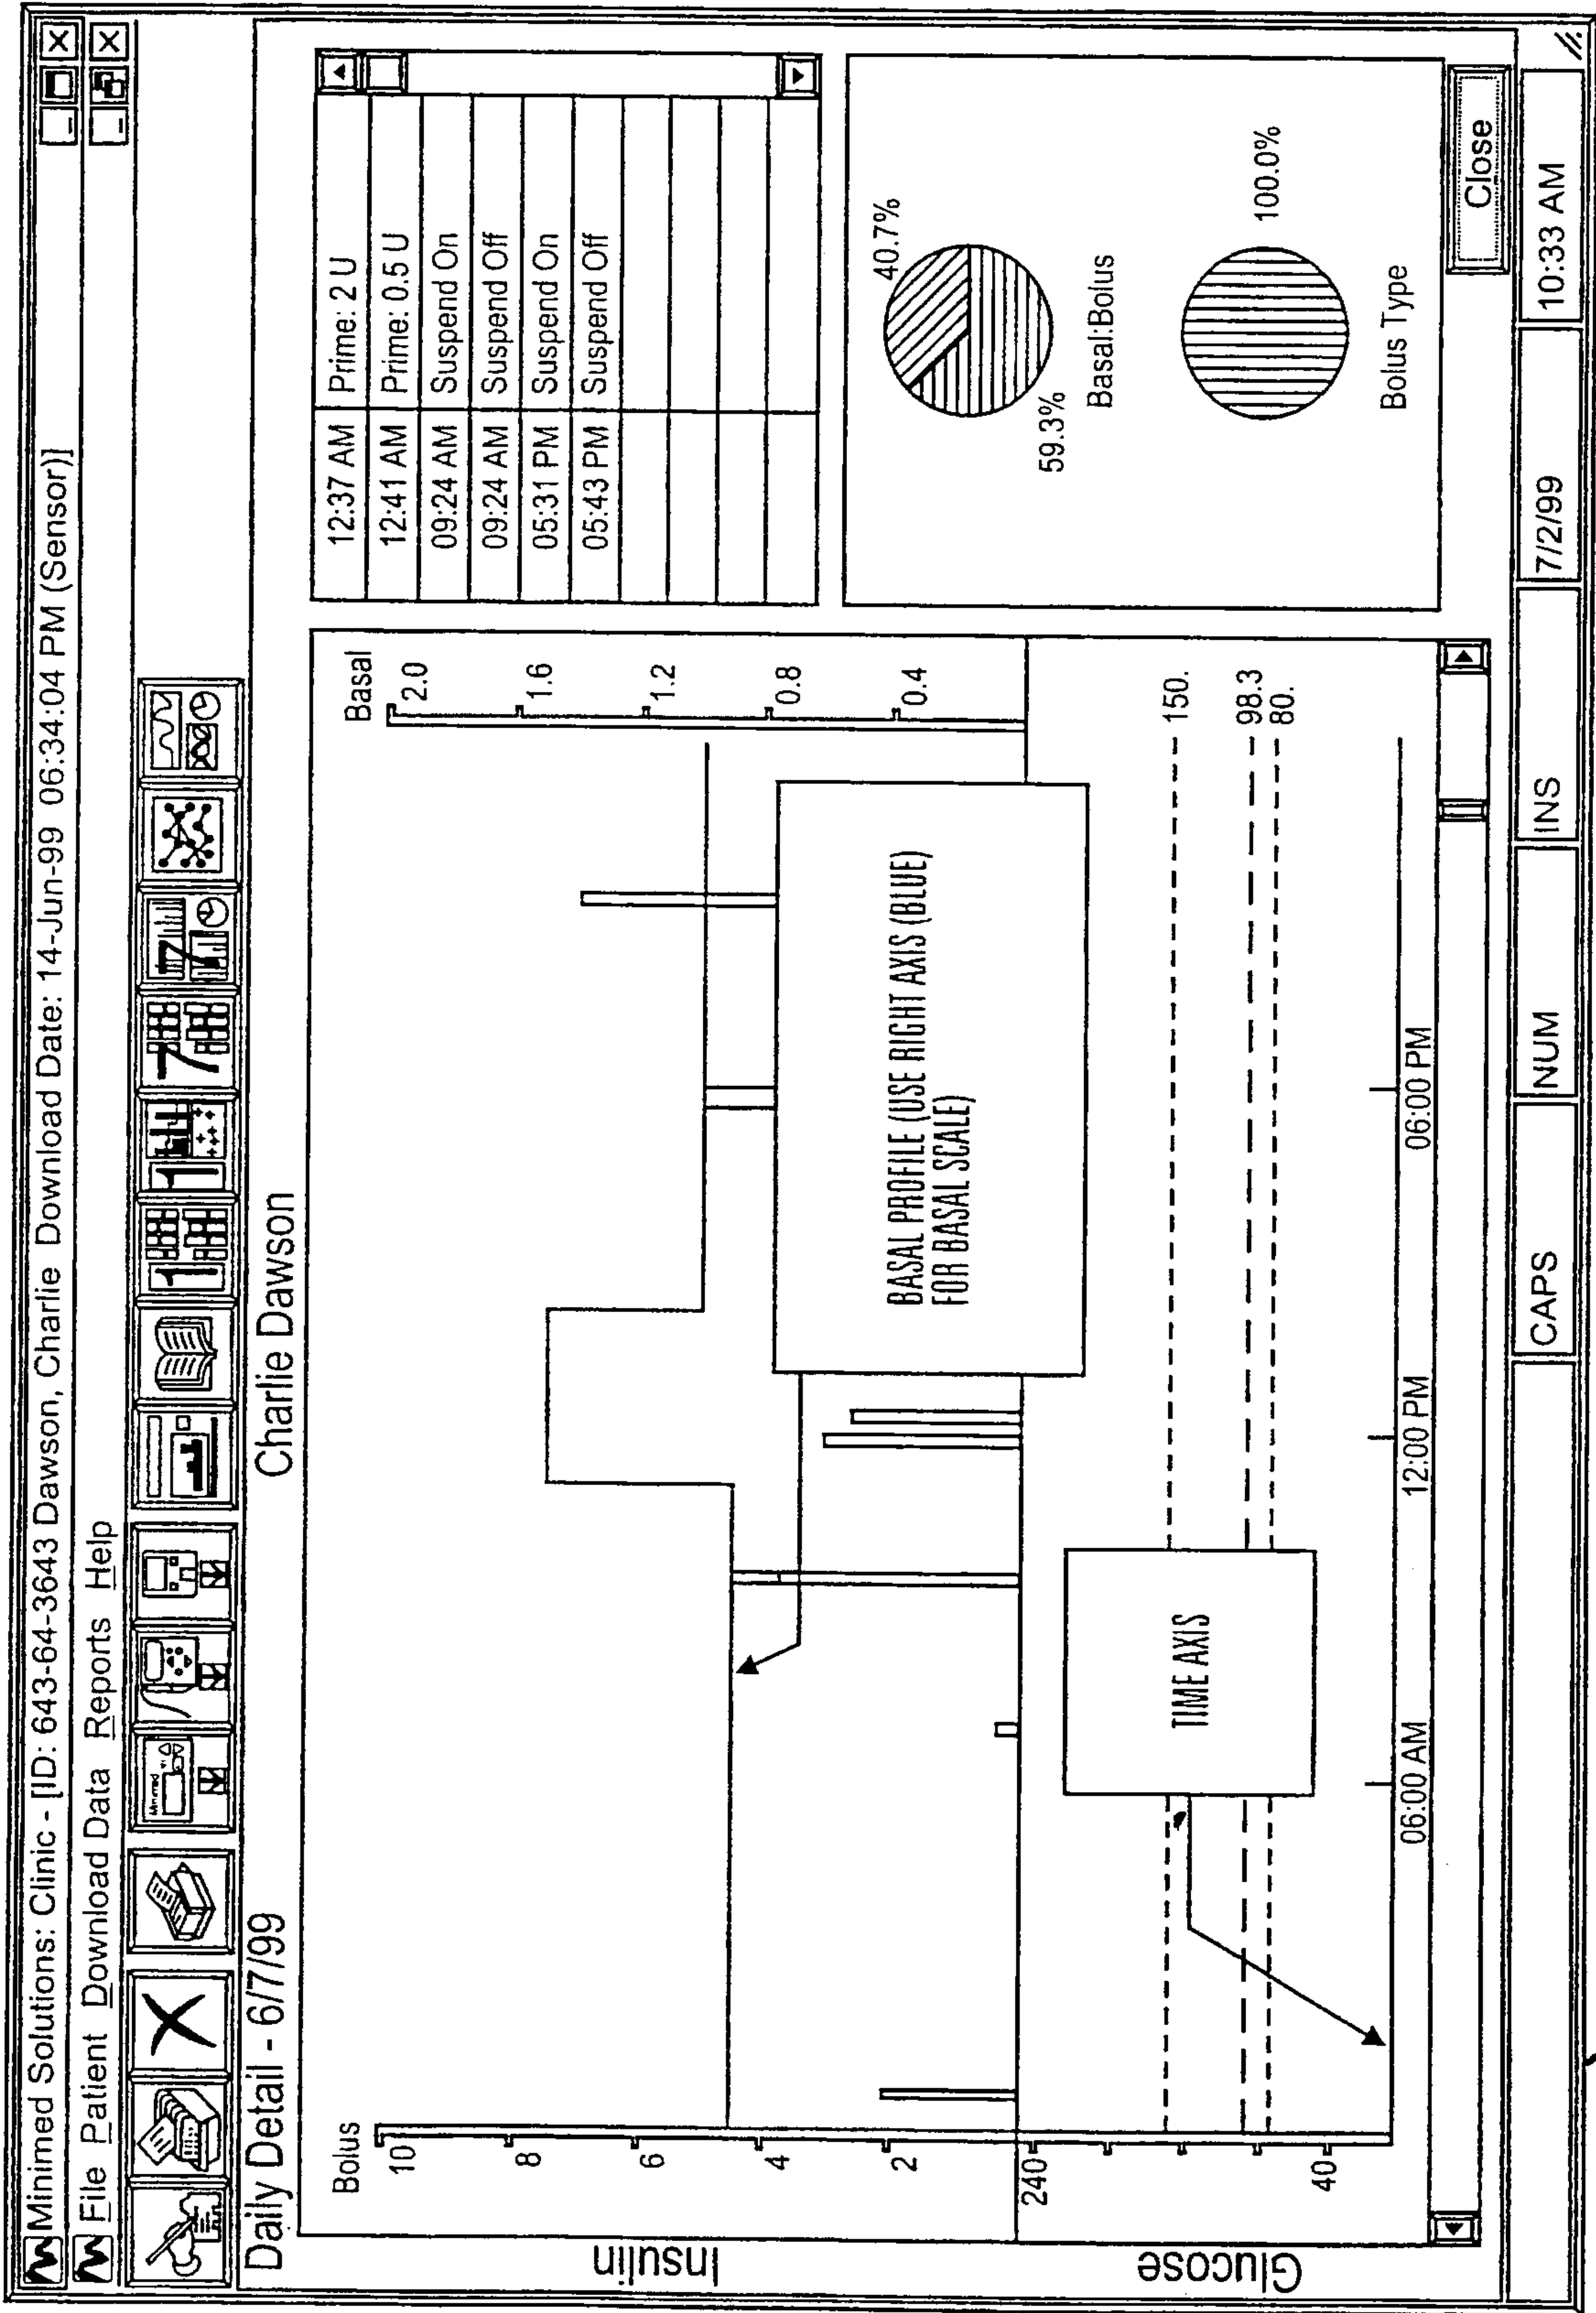 Minimed Solutions: Clinic - [ID: 643-64-3643 Dawson, Charlie Download Date: 14-Jun-99 06:34:04 PM (Sensor)]
File Patient Download Data Reports Help
1 1 7 7
Daily Detail - 6/7/99
Charlie Dawson
Insulin
Bolus
10
8
6
4
2
Basal
2.0
1.6
1.2
0.8
0.4
BASAL PROFILE (USE RIGHT AXIS (BLUE)
FOR BASAL SCALE)
Glucose
240
40
TIME AXIS
150.
98.3
80.
06:00 AM
12:00 PM
06:00 PM
12:37 AM Prime: 2 U
12:41 AM Prime: 0.5 U
09:24 AM Suspend On
09:24 AM Suspend Off
05:31 PM Suspend On
05:43 PM Suspend Off
40.7%
59.3%
Basal:Bolus
100.0%
Bolus Type
Close
CAPS NUM INS 7/2/99 10:33 AM